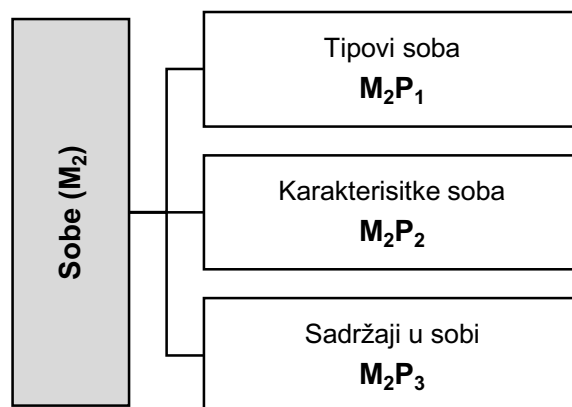 Sobe (M₂)
Tipovi soba
M₂P₁
Karakterisitke soba
M₂P₂
Sadržaji u sobi
M₂P₃